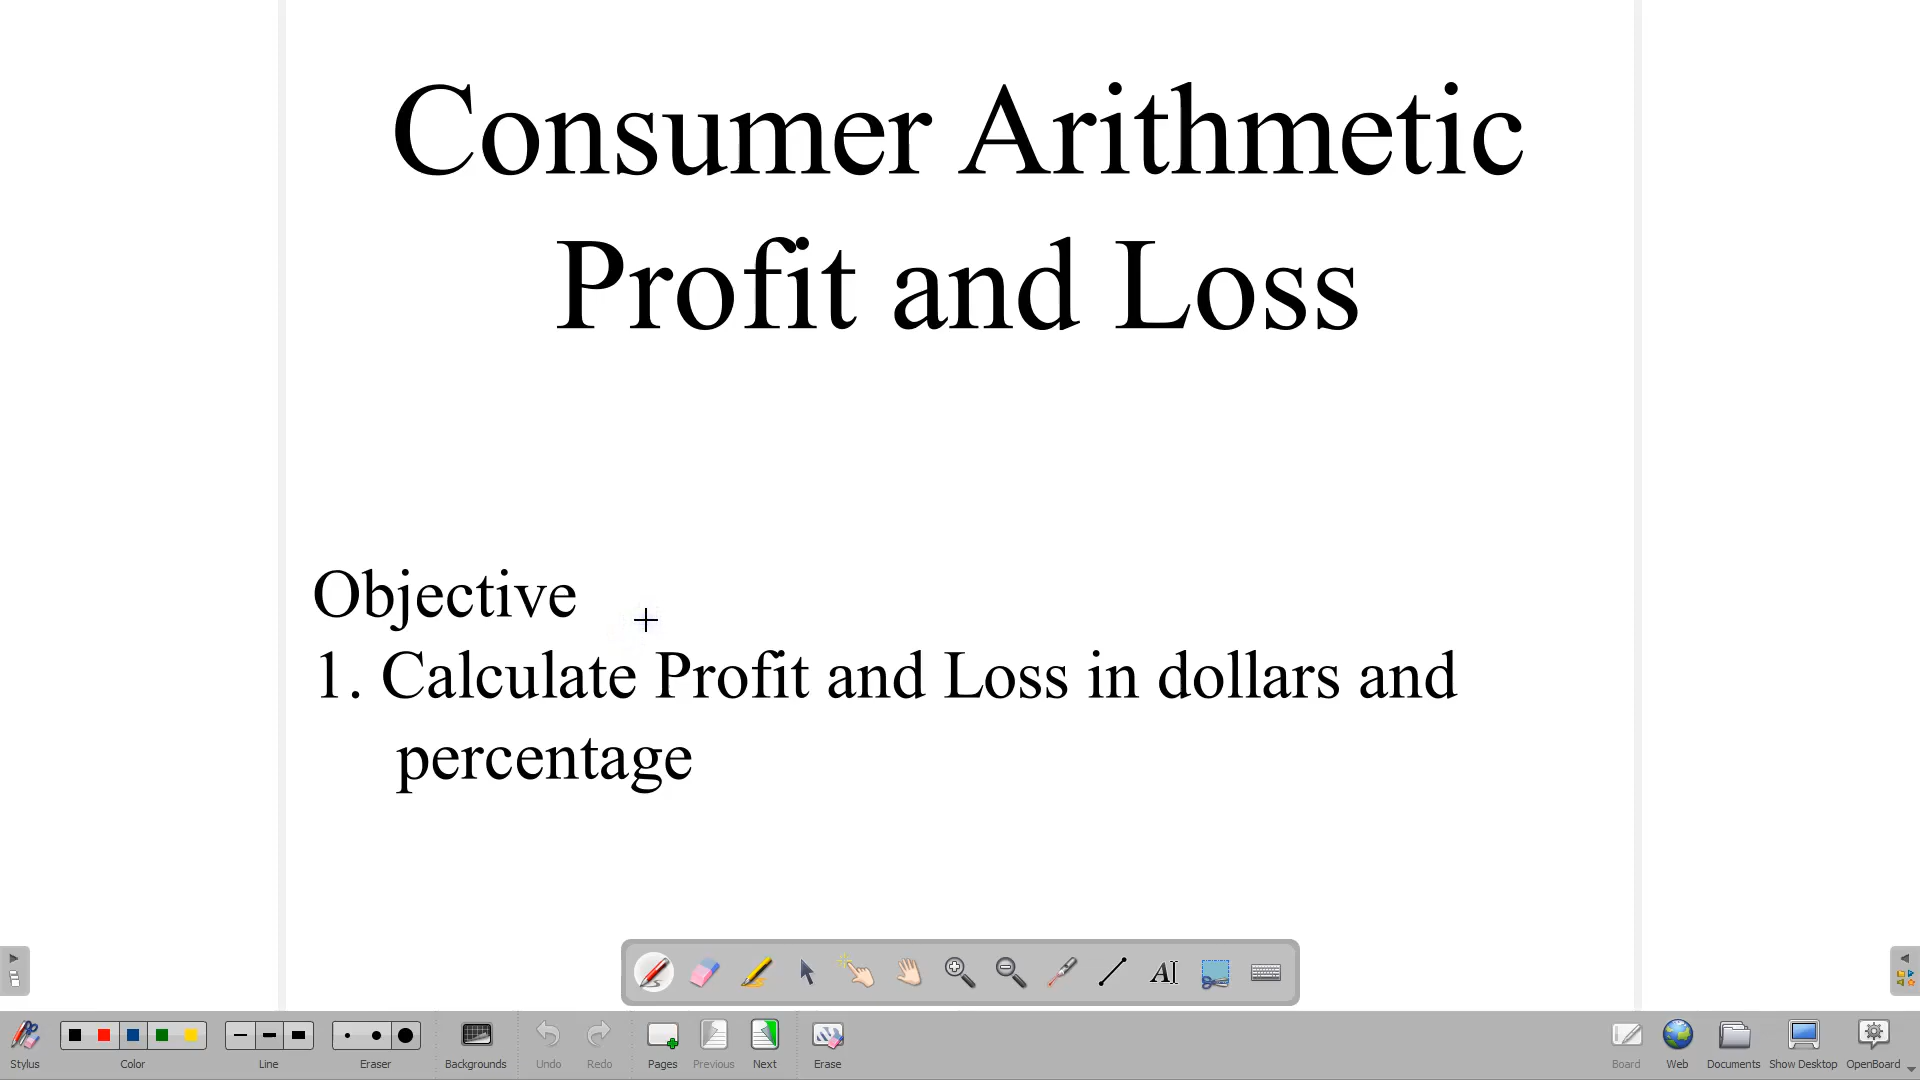 Consumer Arithmetic
Profit and Loss
Objective
1. Calculate Profit and Loss in dollars and
percentage
Stylus
Color
Line
Eraser
Backgrounds
Undo
Redo
Pages
Previous
Next
Erase
Board
Web
Documents
Show Desktop
OpenBoard